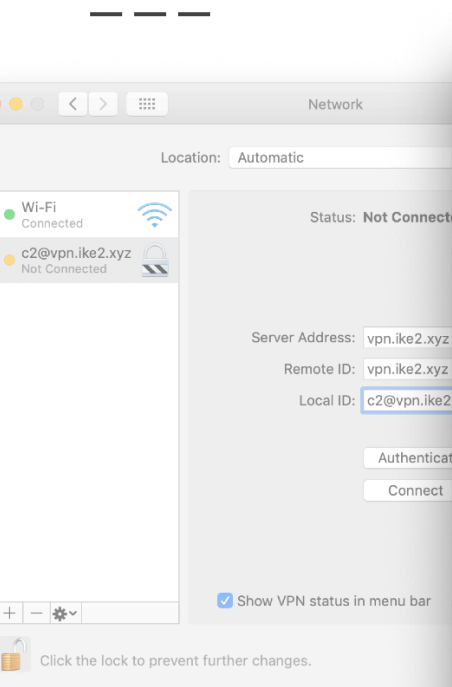 Network
Location: Automatic
Wi-Fi
Connected
c2@vpn.ike2.xyz
Not Connected
Status: Not Connecte
Server Address: vpn.ike2.xyz
Remote ID: vpn.ike2.xyz
Local ID: c2@vpn.ike2
Authenticat
Connect
Show VPN status in menu bar
Click the lock to prevent further changes.